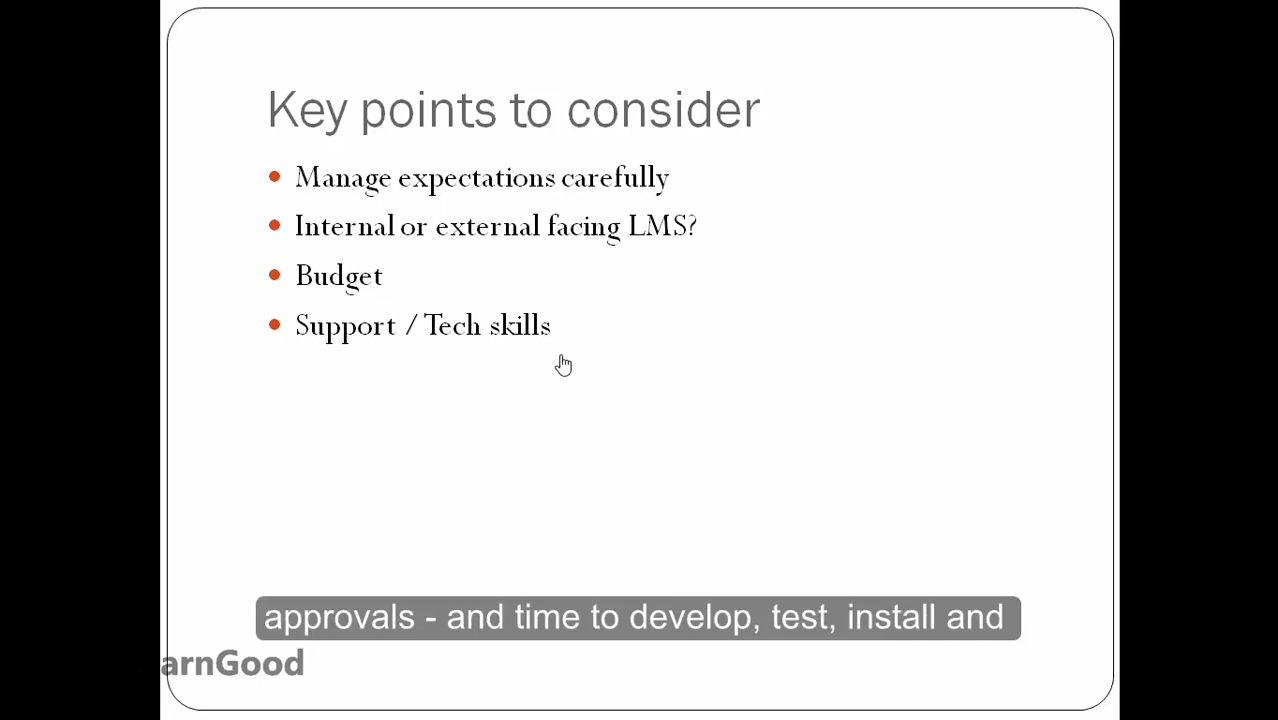 Key points to consider
Manage expectations carefully
Internal or external facing LMS?
Budget
Support / Tech skills
approvals - and time to develop, test, install and
arnGood